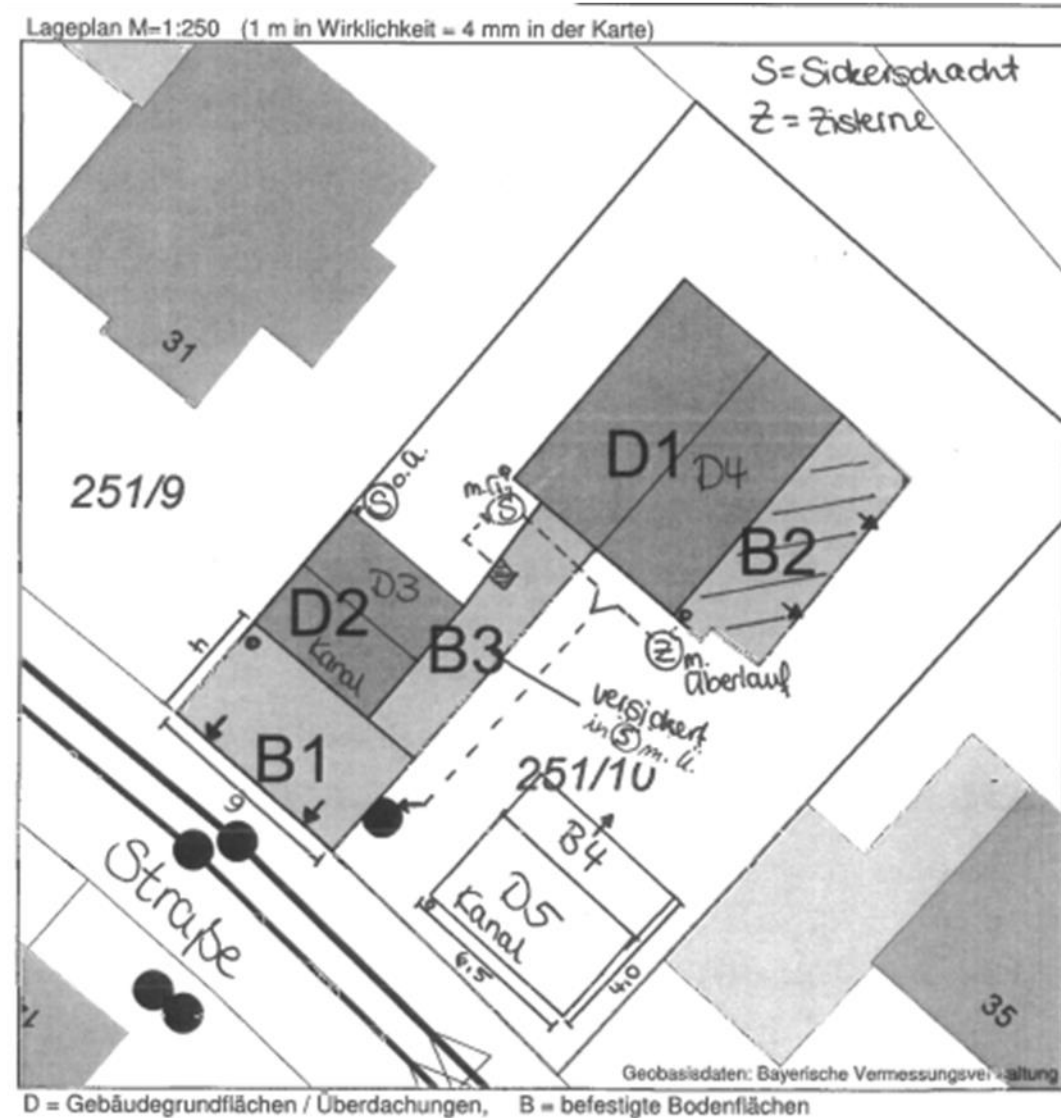 Lageplan M=1:250 (1 m in Wirklichkeit = 4 mm in der Karte)
S= Sickerschacht
Z = Zisterne
31
251/9
S o.Ü.
m.Ü.
S
D1
D4
B2
D3
D2
Kanal
B3
4
Z m.
Überlauf
versickert
in S m.Ü.
B1
6
251/10
B4
D5
Kanal
6,5
4,0
Straße
35
Geobasisdaten: Bayerische Vermessungsverwaltung
D = Gebäudegrundflächen / Überdachungen, B = befestigte Bodenflächen